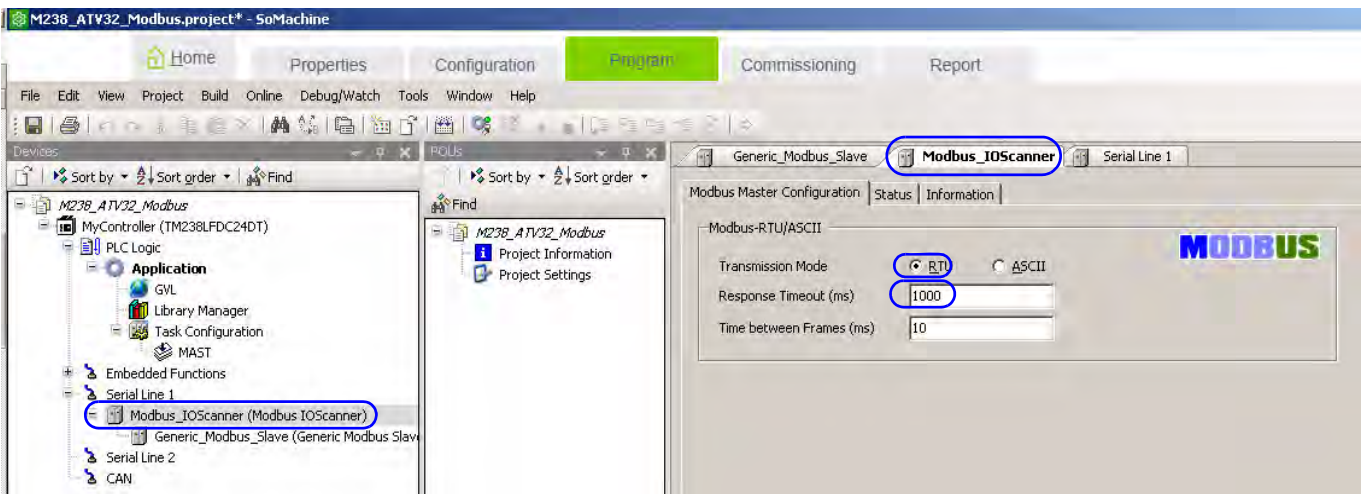 M238_ATV32_Modbus.project* - SoMachine
Home Properties Configuration Program Commissioning Report
File Edit View Project Build Online Debug/Watch Tools Window Help
Devices
Sort by Sort order Find
M238_ATV32_Modbus
MyController (TM238LFDC24DT)
PLC Logic
Application
GVL
Library Manager
Task Configuration
MAST
Embedded Functions
Serial Line 1
Modbus_IOScanner (Modbus IOScanner)
Generic_Modbus_Slave (Generic Modbus Slav
Serial Line 2
CAN
POUs
Sort by Sort order
Find
M238_ATV32_Modbus
Project Information
Project Settings
Generic_Modbus_Slave Modbus_IOScanner Serial Line 1
Modbus Master Configuration Status Information
Modbus-RTU/ASCII
MODBUS
Transmission Mode RTU ASCII
Response Timeout (ms) 1000
Time between Frames (ms) 10